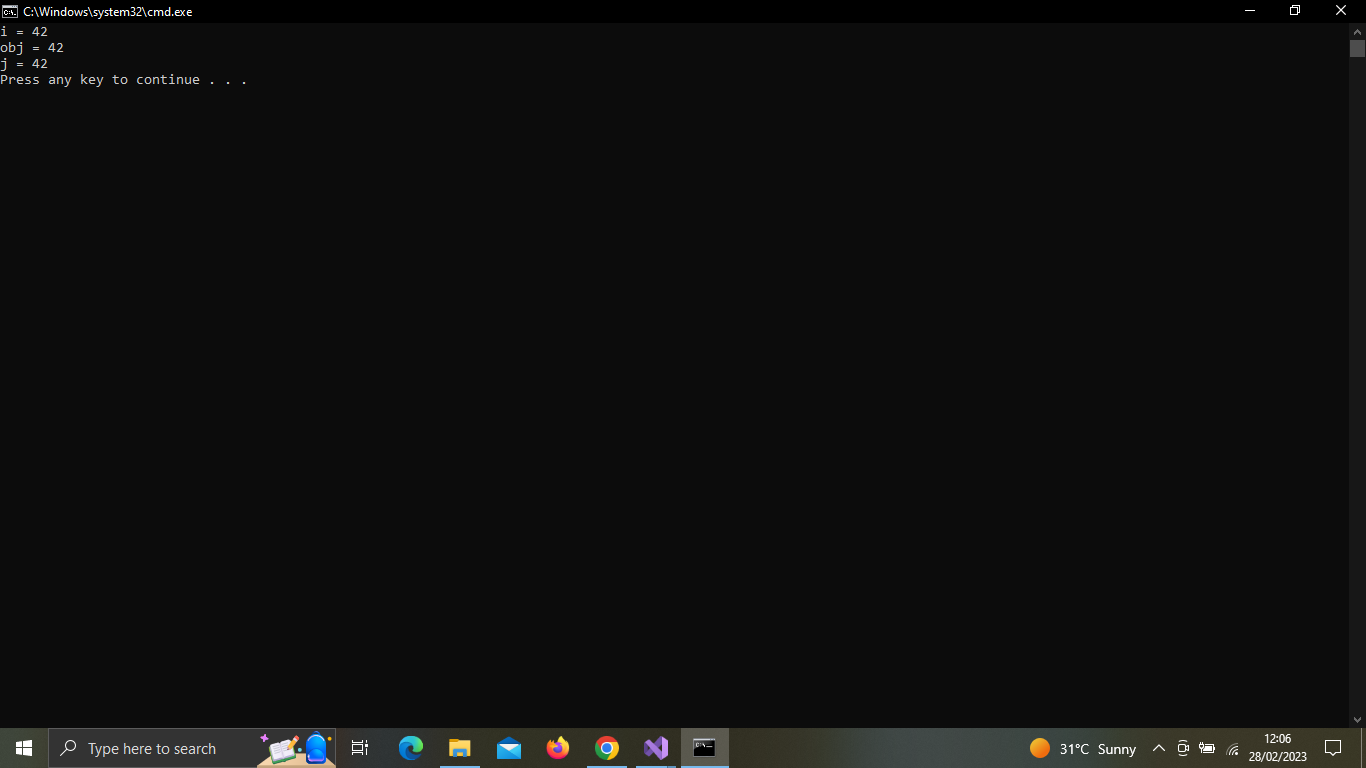 C:\Windows\system32\cmd.exe
i = 42
obj = 42
j = 42
Press any key to continue . . .
Type here to search
31°C Sunny
12:06
28/02/2023